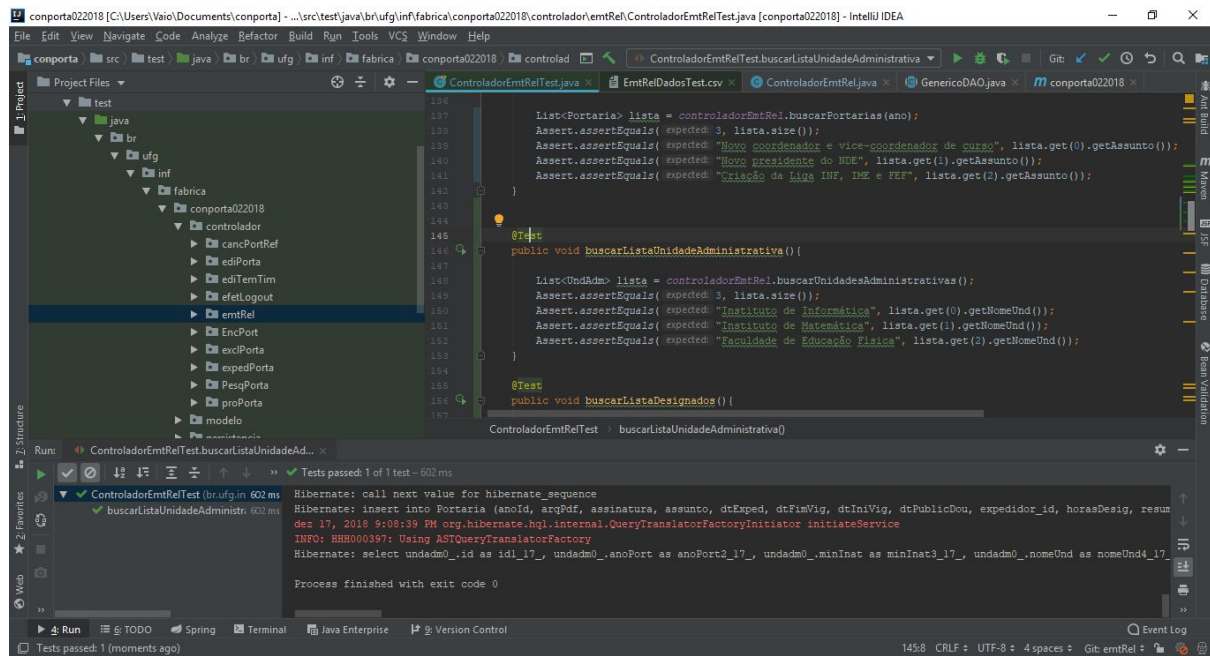 conporta022018 [C:\Users\Vaio\Documents\conporta] - ...\src\test\java\br\ufg\inf\fabrica\conporta022018\controlador\emtRel\ControladorEmtRelTest.java [conporta022018] - IntelliJ IDEA
File Edit View Navigate Code Analyze Refactor Build Run Tools VCS Window Help
conporta src test java br ufg inf fabrica conporta022018 controlad ControladorEmtRelTest.buscarListaUnidadeAdministrativa Git:
Project Files
ControladorEmtRelTest.java EmtRelDadosTest.csv ControladorEmtRel.java GenericoDAO.java conporta022018
1: Project
test
java
br
ufg
inf
fabrica
conporta022018
controlador
cancPortRef
ediPorta
ediTemTim
efetLogout
emtRel
EncPort
exclPorta
expedPorta
PesqPorta
proPorta
modelo
persistencia
136
137 List<Portaria> lista = controladorEmtRel.buscarPortarias(ano);
138 Assert.assertEquals( expected: 3, lista.size());
139 Assert.assertEquals( expected: "Novo coordenador e vice-coordenador de curso", lista.get(0).getAssunto());
140 Assert.assertEquals( expected: "Novo presidente do NDE", lista.get(1).getAssunto());
141 Assert.assertEquals( expected: "Criação da Liga INF, IME e FEF", lista.get(2).getAssunto());
142 }
143
144
145 @Test
146 public void buscarListaUnidadeAdministrativa(){
147
148 List<UndAdm> lista = controladorEmtRel.buscarUnidadesAdministrativas();
149 Assert.assertEquals( expected: 3, lista.size());
150 Assert.assertEquals( expected: "Instituto de Informática", lista.get(0).getNomeUnd());
151 Assert.assertEquals( expected: "Instituto de Matemática", lista.get(1).getNomeUnd());
152 Assert.assertEquals( expected: "Faculdade de Educação Física", lista.get(2).getNomeUnd());
153 }
154
155 @Test
156 public void buscarListaDesignados(){
157
ControladorEmtRelTest > buscarListaUnidadeAdministrativa()
Ant Build
Maven
JSF
Database
Bean Validation
7: Structure
2: Favorites
Web
Run: ControladorEmtRelTest.buscarListaUnidadeAd...
Tests passed: 1 of 1 test – 602 ms
ControladorEmtRelTest (br.ufg.in 602 ms
buscarListaUnidadeAdministr 602 ms
Hibernate: call next value for hibernate_sequence
Hibernate: insert into Portaria (anoId, arqPdf, assinatura, assunto, dtExped, dtFimVig, dtIniVig, dtPublicDou, expedidor_id, horasDesig, resum
dez 17, 2018 9:08:39 PM org.hibernate.hql.internal.QueryTranslatorFactoryInitiator initiateService
INFO: HHH000397: Using ASTQueryTranslatorFactory
Hibernate: select undadm0_.id as id1_17_, undadm0_.anoPort as anoPort2_17_, undadm0_.minInat as minInat3_17_, undadm0_.nomeUnd as nomeUnd4_17_
Process finished with exit code 0
4: Run 6: TODO Spring Terminal Java Enterprise 9: Version Control Event Log
Tests passed: 1 (moments ago) 145:8 CRLF UTF-8 4 spaces Git: emtRel